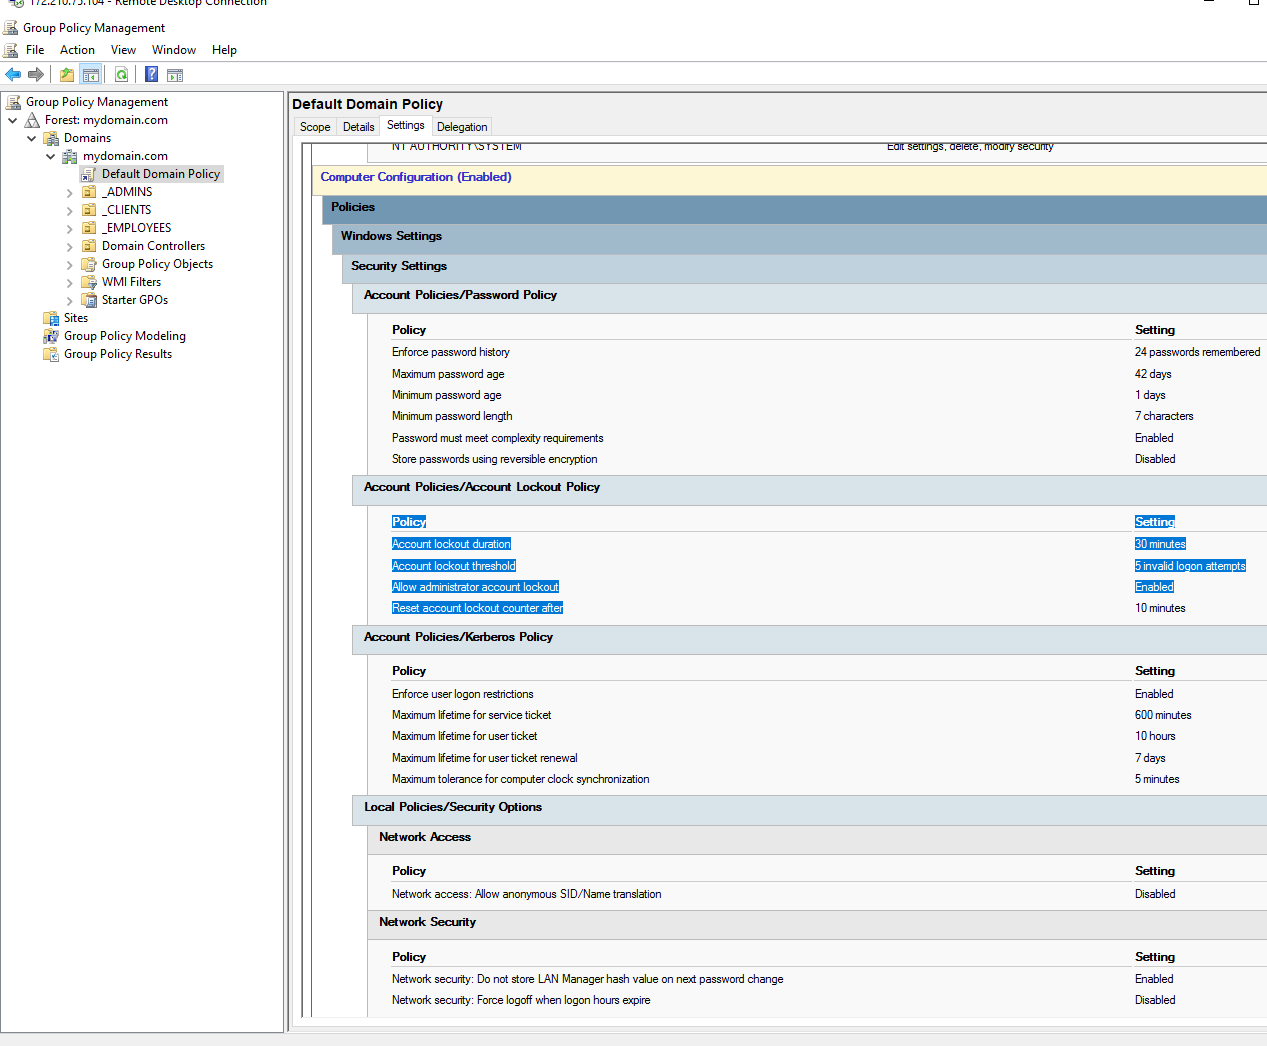 172.210.75.104 - Remote Desktop Connection
Group Policy Management
File Action View Window Help
Group Policy Management
Forest: mydomain.com
Domains
mydomain.com
Default Domain Policy
_ADMINS
_CLIENTS
_EMPLOYEES
Domain Controllers
Group Policy Objects
WMI Filters
Starter GPOs
Sites
Group Policy Modeling
Group Policy Results
Default Domain Policy
Scope Details Settings Delegation
NT AUTHORITY\SYSTEM Edit settings, delete, modify security
Computer Configuration (Enabled)
Policies
Windows Settings
Security Settings
Account Policies/Password Policy
Policy Setting
Enforce password history 24 passwords remembered
Maximum password age 42 days
Minimum password age 1 days
Minimum password length 7 characters
Password must meet complexity requirements Enabled
Store passwords using reversible encryption Disabled
Account Policies/Account Lockout Policy
Policy Setting
Account lockout duration 30 minutes
Account lockout threshold 5 invalid logon attempts
Allow administrator account lockout Enabled
Reset account lockout counter after 10 minutes
Account Policies/Kerberos Policy
Policy Setting
Enforce user logon restrictions Enabled
Maximum lifetime for service ticket 600 minutes
Maximum lifetime for user ticket 10 hours
Maximum lifetime for user ticket renewal 7 days
Maximum tolerance for computer clock synchronization 5 minutes
Local Policies/Security Options
Network Access
Policy Setting
Network access: Allow anonymous SID/Name translation Disabled
Network Security
Policy Setting
Network security: Do not store LAN Manager hash value on next password change Enabled
Network security: Force logoff when logon hours expire Disabled